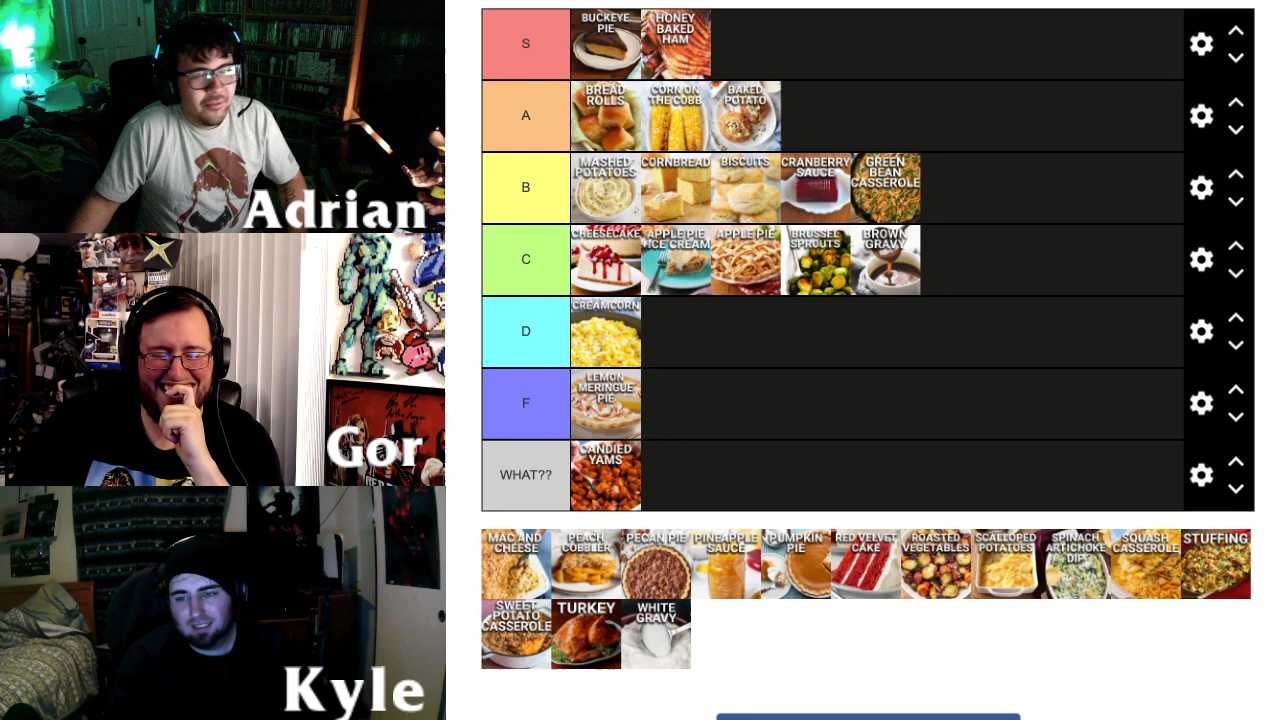 Adrian
Gor
Kyle
S
BUCKEYE
PIE
HONEY
BAKED
HAM
A
BREAD
ROLLS
CORN ON
THE COBB
BAKED
POTATO
B
MASHED
POTATOES
CORNBREAD
BISCUITS
CRANBERRY
SAUCE
GREEN
BEAN
CASSEROLE
C
CHEESECAKE
APPLE PIE
+ICE CREAM
APPLE PIE
BRUSSEL
SPROUTS
BROWN
GRAVY
D
CREAM CORN
F
LEMON
MERINGUE
PIE
WHAT??
CANDIED
YAMS
MAC AND
CHEESE
PEACH
COBBLER
PECAN PIE
PINEAPPLE
SAUCE
PUMPKIN
PIE
RED VELVET
CAKE
ROASTED
VEGETABLES
SCALLOPED
POTATOES
SPINACH
ARTICHOKE
DIP
SQUASH
CASSEROLE
STUFFING
SWEET
POTATO
CASSEROLE
TURKEY
WHITE
GRAVY